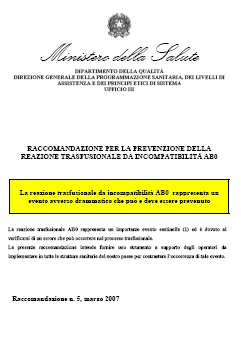 Ministero della Salute
DIPARTIMENTO DELLA QUALITÀ
DIREZIONE GENERALE DELLA PROGRAMMAZIONE SANITARIA, DEI LIVELLI DI
ASSISTENZA E DEI PRINCIPI ETICI DI SISTEMA
UFFICIO III
RACCOMANDAZIONE PER LA PREVENZIONE DELLA
REAZIONE TRASFUSIONALE DA INCOMPATIBILITÀ AB0
La reazione trasfusionale da incompatibilità AB0 rappresenta un
evento avverso drammatico che può e deve essere prevenuto
La reazione trasfusionale AB0 rappresenta un importante evento sentinella (1) ed è dovuto al
verificarsi di un errore che può occorrere nel processo trasfusionale.
La presente raccomandazione intende fornire uno strumento a supporto degli operatori da
implementare in tutte le strutture sanitarie del nostro paese per contrastare l'occorrenza di tale evento.
Raccomandazione n. 5, marzo 2007